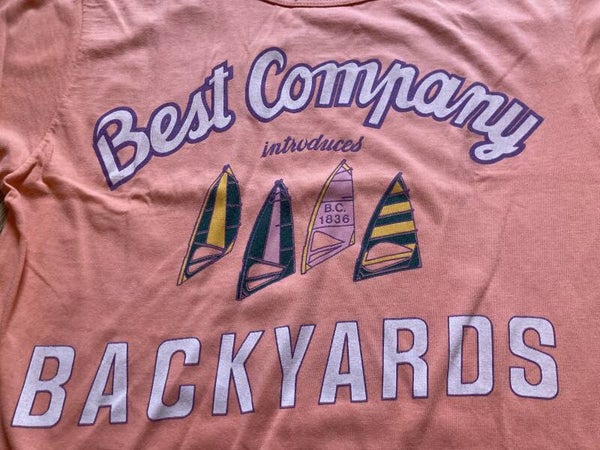 Best Company
introduces
B.C.
1836
BACKYARDS